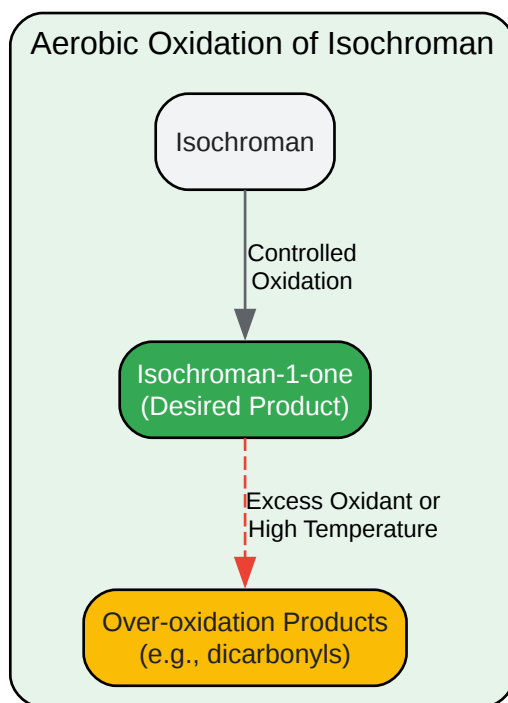 Aerobic Oxidation of Isochroman
Isochroman
Controlled
Oxidation
Isochroman-1-one
(Desired Product)
Excess Oxidant or
High Temperature
Over-oxidation Products
(e.g., dicarbonyls)